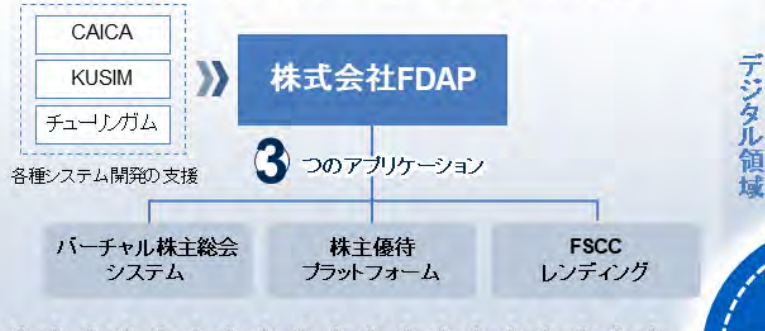 CAICA
KUSIM
チューリンガム
各種システム開発の支援
株式会社FDAP
3つのアプリケーション
バーチャル株主総会
システム
株主優待
プラットフォーム
FSCC
レンディング
デジタル領域